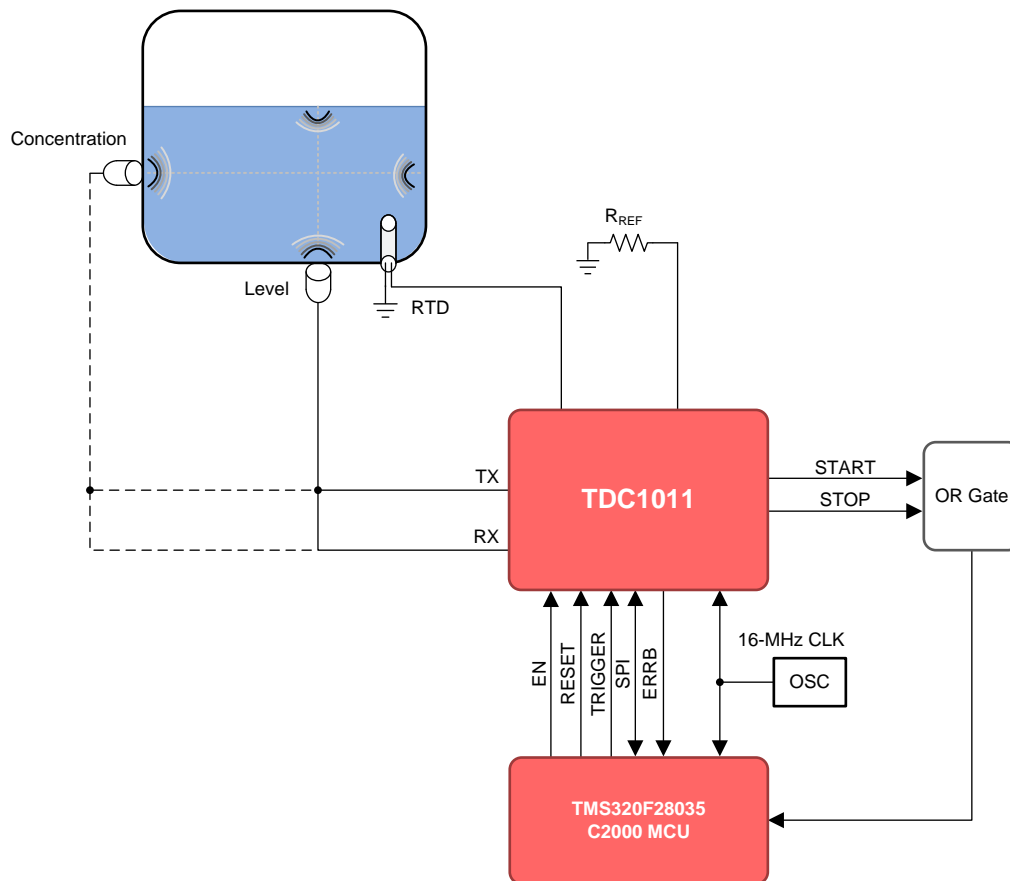 Concentration
Level
RTD
RREF
TX
RX
TDC1011
START
STOP
OR Gate
EN
RESET
TRIGGER
SPI
ERRB
16-MHz CLK
OSC
TMS320F28035
C2000 MCU